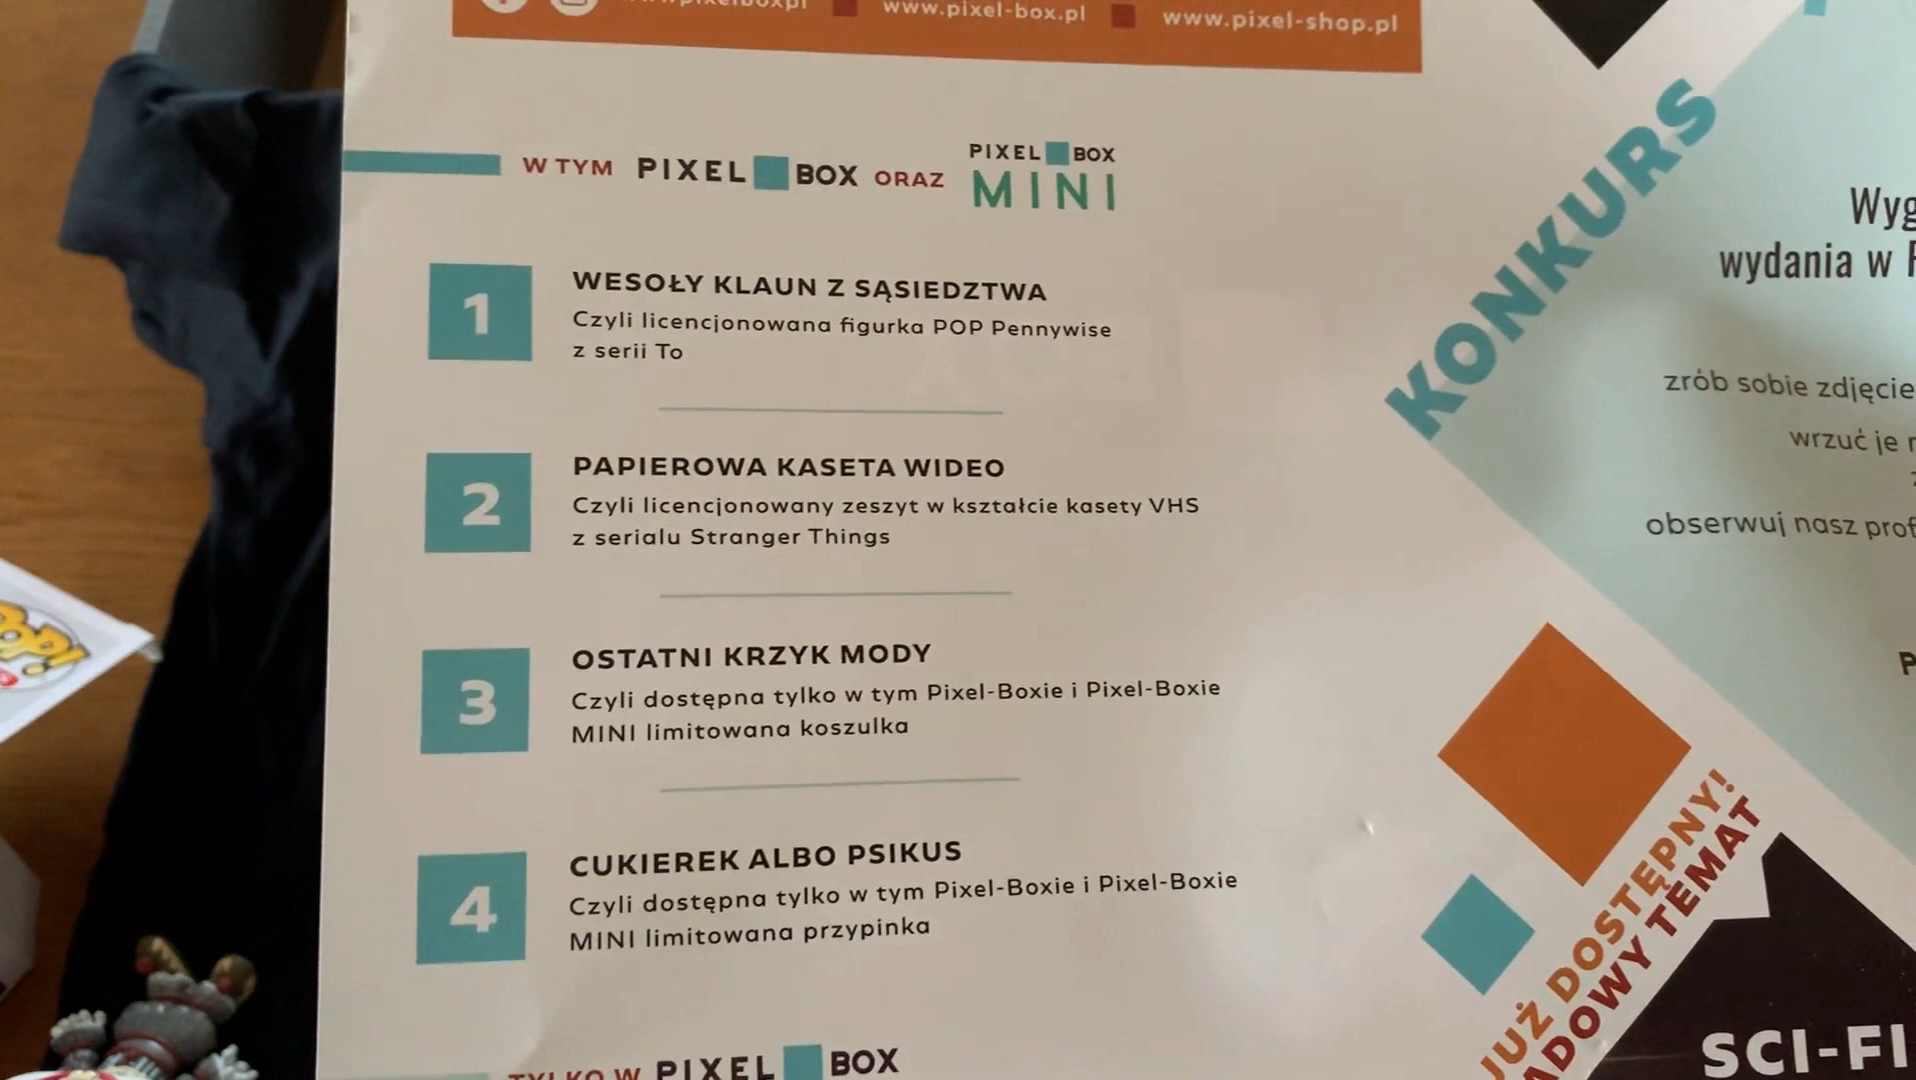 www.pixel-box.pl www.pixel-shop.pl
W TYM PIXEL BOX ORAZ PIXEL BOX MINI
1 WESOŁY KLAUN Z SĄSIEDZTWA
Czyli licencjonowana figurka POP Pennywise
z serii To
2 PAPIEROWA KASETA WIDEO
Czyli licencjonowany zeszyt w kształcie kasety VHS
z serialu Stranger Things
3 OSTATNI KRZYK MODY
Czyli dostępna tylko w tym Pixel-Boxie i Pixel-Boxie
MINI limitowana koszulka
4 CUKIEREK ALBO PSIKUS
Czyli dostępna tylko w tym Pixel-Boxie i Pixel-Boxie
MINI limitowana przypinka
TYLKO W PIXEL BOX
KONKURS
Wyg
wydania w
zrób sobie zdjęcie
wrzuć je
obserwuj nasz prof
JUŻ DOSTĘPNY!
ADOWY TEMAT
SCI-FI
POP!